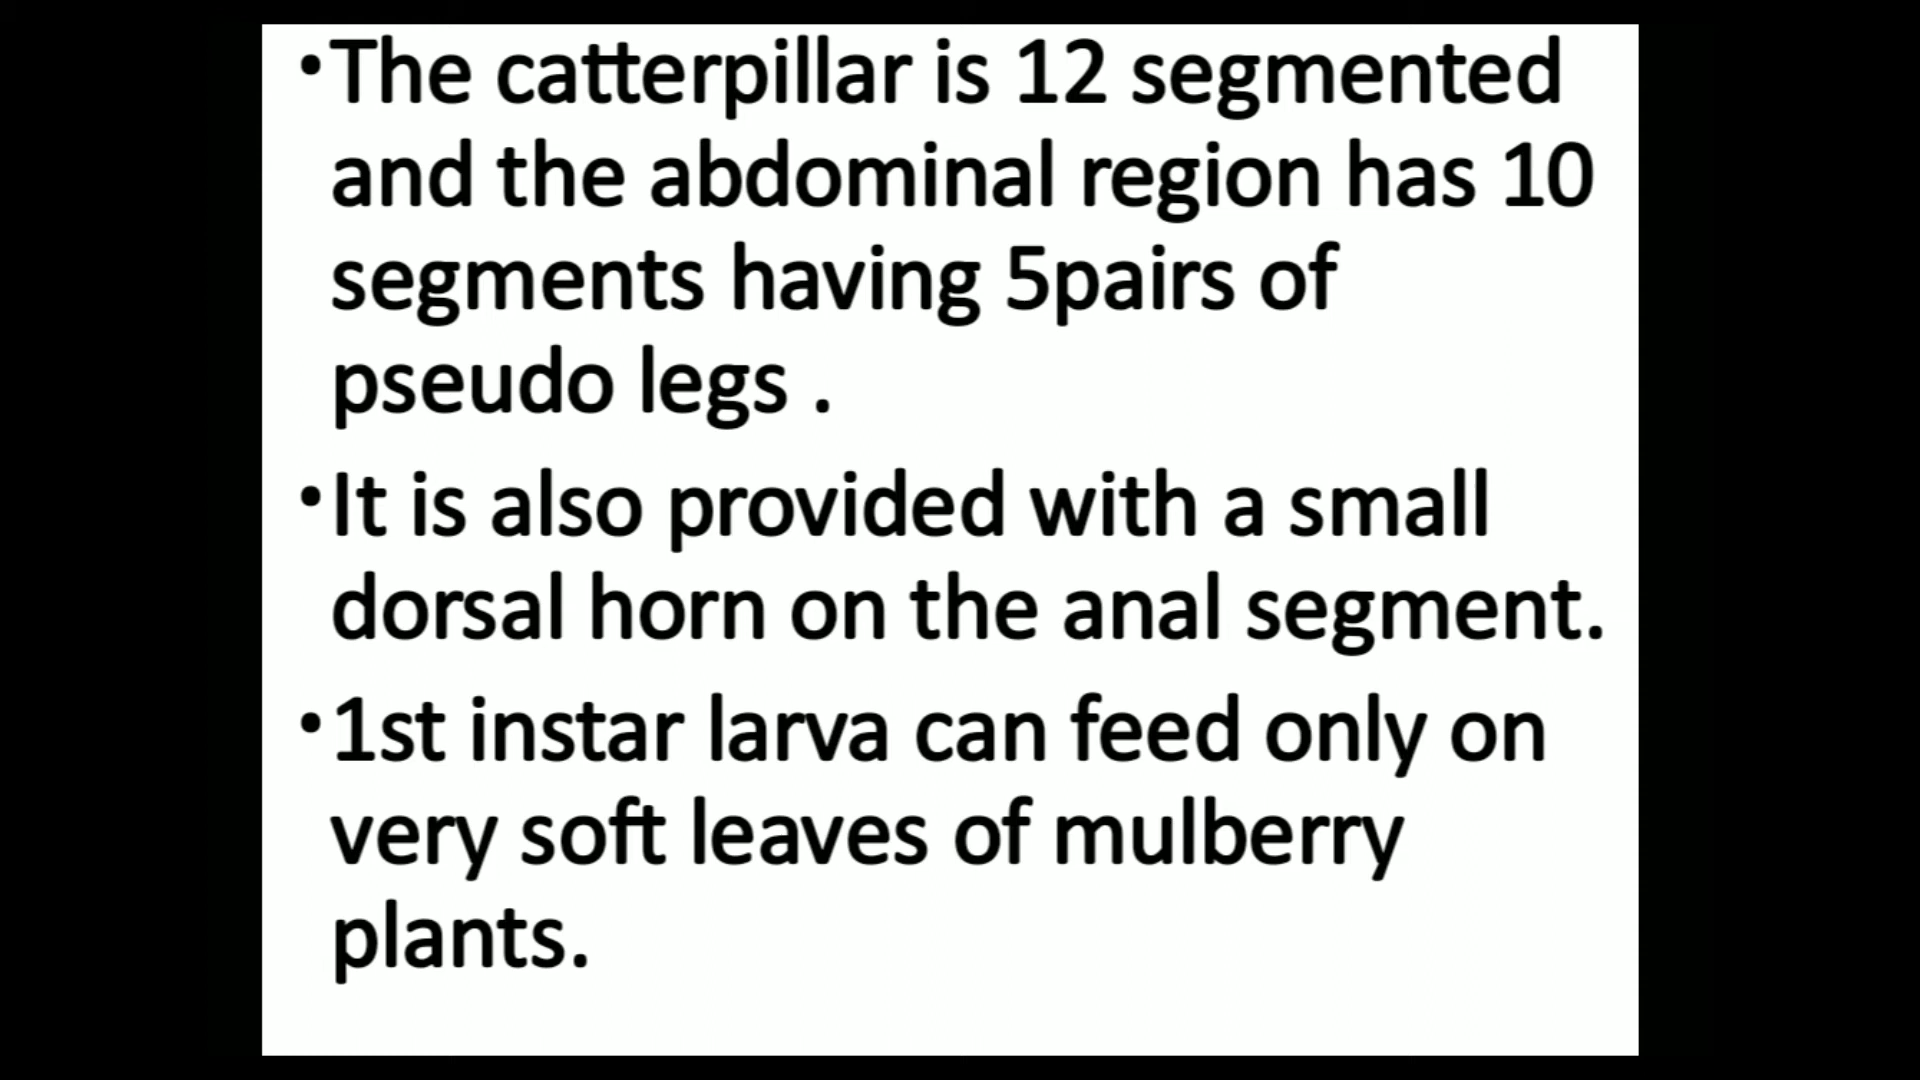 •The catterpillar is 12 segmented
and the abdominal region has 10
segments having 5pairs of
pseudo legs .
•It is also provided with a small
dorsal horn on the anal segment.
•1st instar larva can feed only on
very soft leaves of mulberry
plants.